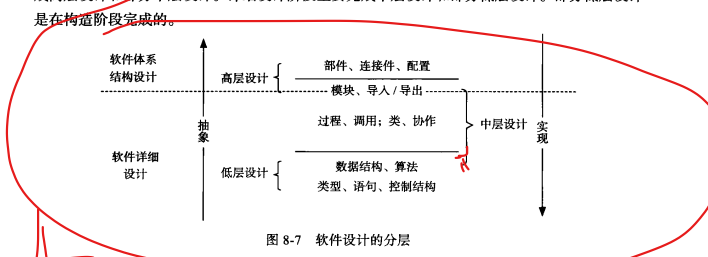 是在构造阶段完成的。
软件体系
结构设计
高层设计
部件、连接件、配置
模块、导入/导出
抽象
过程、调用；类、协作
中层设计
实现
软件详细
设计
低层设计
数据结构、算法
类型、语句、控制结构
图 8-7 软件设计的分层